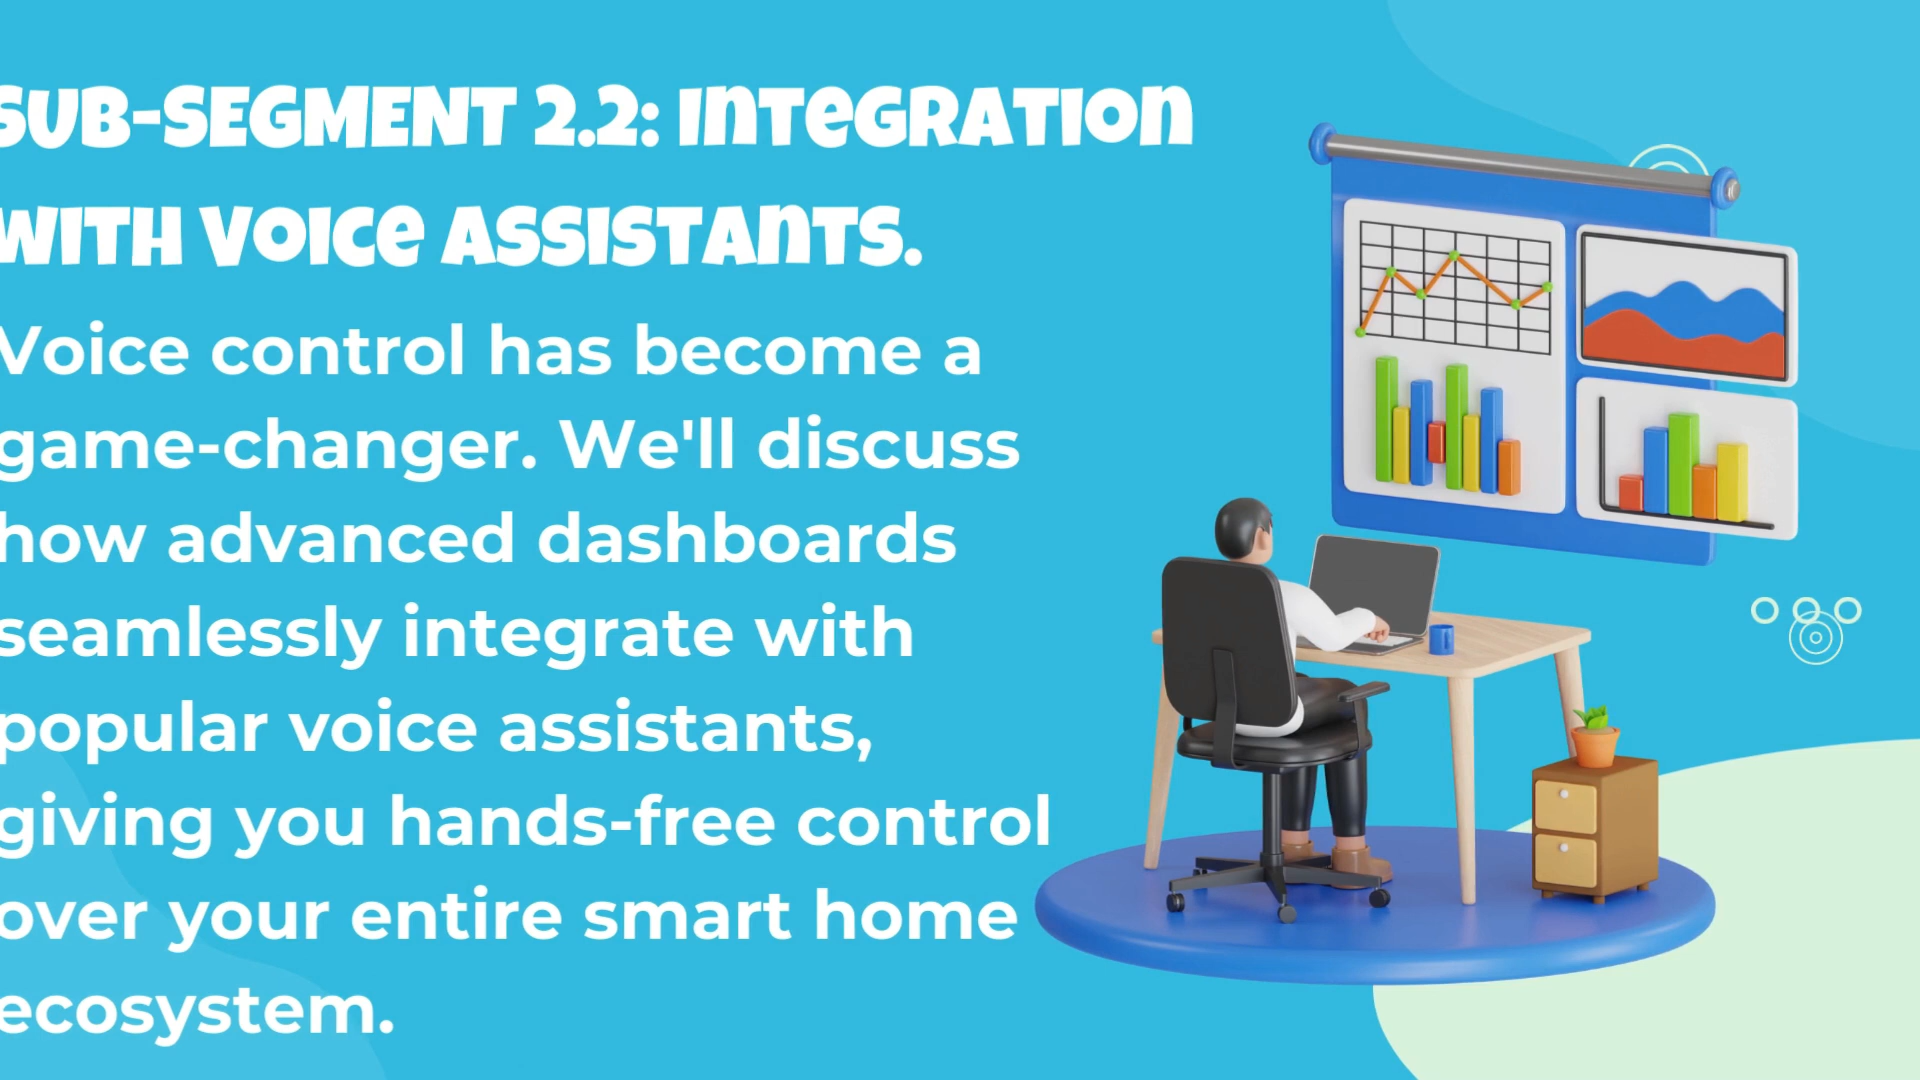 SUB-SEGMENT 2.2: INTEGRATION
WITH VOICE ASSISTANTS.
Voice control has become a
game-changer. We'll discuss
how advanced dashboards
seamlessly integrate with
popular voice assistants,
giving you hands-free control
over your entire smart home
ecosystem.